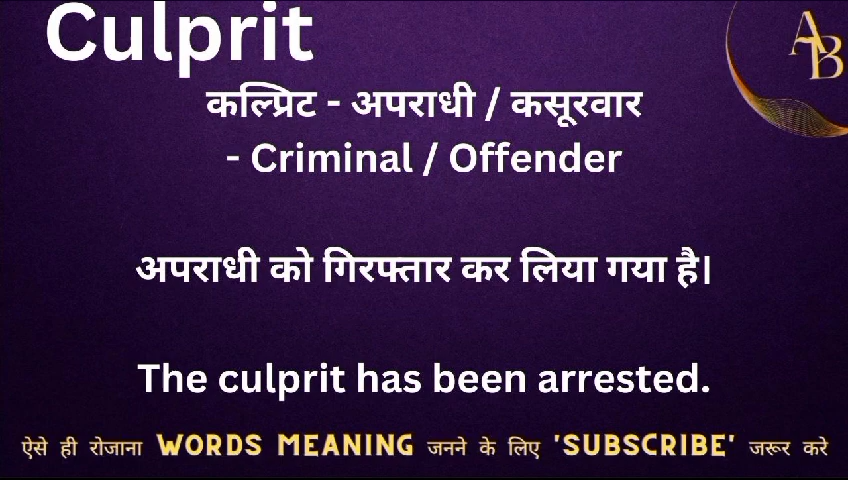 Culprit
AB
कल्प्रिट - अपराधी / कसूरवार
- Criminal / Offender
अपराधी को गिरफ्तार कर लिया गया है।
The culprit has been arrested.
ऐसे ही रोजाना WORDS MEANING जनने के लिए 'SUBSCRIBE' जरूर करे